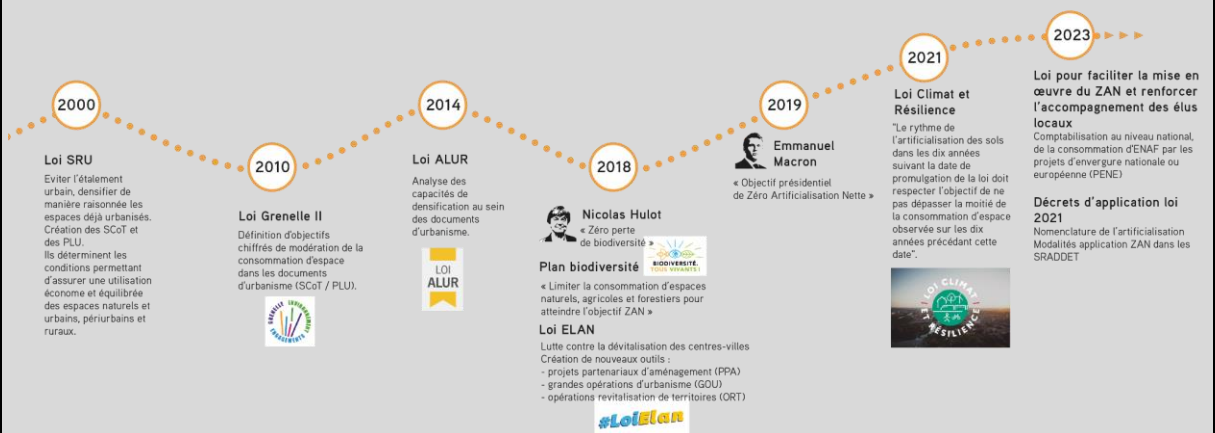 2000
Loi SRU
Eviter l'étalement
urbain, densifier de
manière raisonnée les
espaces déjà urbanisés.
Création des SCoT et
des PLU.
Ils déterminent les
conditions permettant
d'assurer une utilisation
économe et équilibrée
des espaces naturels et
urbains, périurbains et
ruraux.
2010
Loi Grenelle II
Définition d'objectifs
chiffrés de modération de la
consommation d'espace
dans les documents
d'urbanisme (SCoT / PLU).
GRENELLE ENVIRONNEMENT
ENGAGEMENTS
2014
Loi ALUR
Analyse des
capacités de
densification au sein
des documents
d'urbanisme.
LOI
ALUR
2018
Nicolas Hulot
« Zéro perte
de biodiversité »
BIODIVERSITÉ.
TOUS VIVANTS !
Plan biodiversité
« Limiter la consommation d'espaces
naturels, agricoles et forestiers pour
atteindre l'objectif ZAN »
Loi ELAN
Lutte contre la dévitalisation des centres-villes
Création de nouveaux outils :
- projets partenariaux d'aménagement (PPA)
- grandes opérations d'urbanisme (GOU)
- opérations revitalisation de territoires (ORT)
#LoiElan
2019
Emmanuel
Macron
« Objectif présidentiel
de Zéro Artificialisation Nette »
2021
Loi Climat et
Résilience
"Le rythme de
l'artificialisation des sols
dans les dix années
suivant la date de
promulgation de la loi doit
respecter l'objectif de ne
pas dépasser la moitié de
la consommation d'espace
observée sur les dix
années précédant cette
date".
LOI CLIMAT
ET RÉSILIENCE
2023
Loi pour faciliter la mise en
œuvre du ZAN et renforcer
l'accompagnement des élus
locaux
Comptabilisation au niveau national,
de la consommation d'ENAF par les
projets d'envergure nationale ou
européenne (PENE)
Décrets d'application loi
2021
Nomenclature de l'artificialisation
Modalités application ZAN dans les
SRADDET